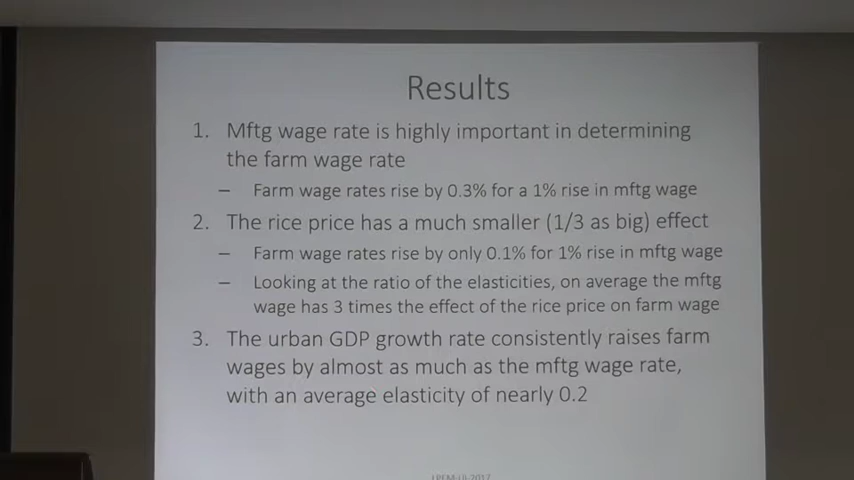 Results
1. Mftg wage rate is highly important in determining
the farm wage rate
– Farm wage rates rise by 0.3% for a 1% rise in mftg wage
2. The rice price has a much smaller (1/3 as big) effect
– Farm wage rates rise by only 0.1% for 1% rise in mftg wage
– Looking at the ratio of the elasticities, on average the mftg
wage has 3 times the effect of the rice price on farm wage
3. The urban GDP growth rate consistently raises farm
wages by almost as much as the mftg wage rate,
with an average elasticity of nearly 0.2